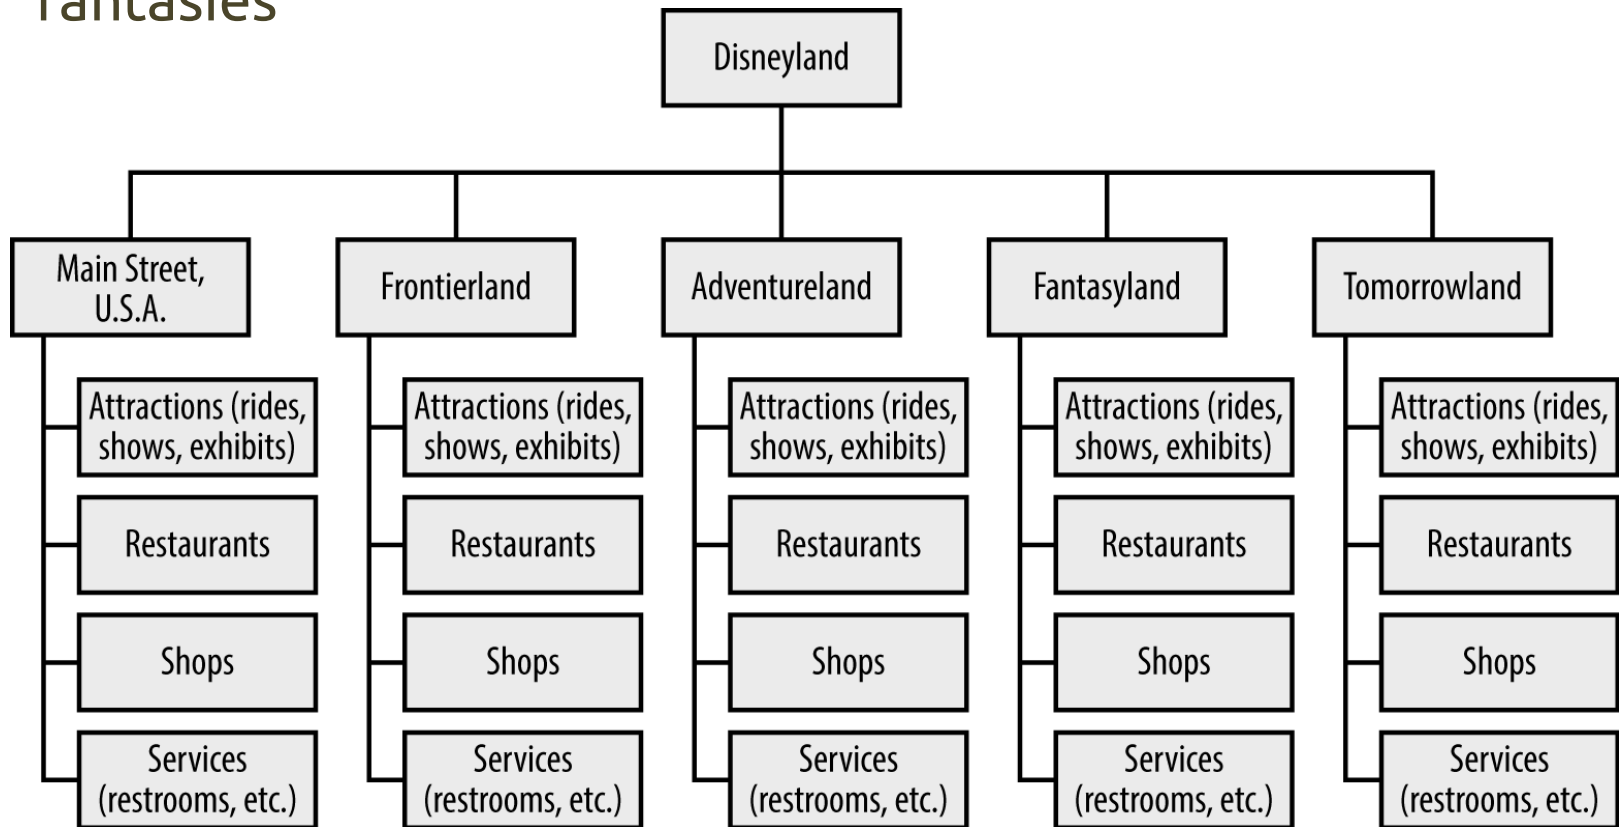 fantasies
Disneyland
Main Street,
U.S.A.
Frontierland
Adventureland
Fantasyland
Tomorrowland
Attractions (rides,
shows, exhibits)
Restaurants
Shops
Services
(restrooms, etc.)
Attractions (rides,
shows, exhibits)
Restaurants
Shops
Services
(restrooms, etc.)
Attractions (rides,
shows, exhibits)
Restaurants
Shops
Services
(restrooms, etc.)
Attractions (rides,
shows, exhibits)
Restaurants
Shops
Services
(restrooms, etc.)
Attractions (rides,
shows, exhibits)
Restaurants
Shops
Services
(restrooms, etc.)